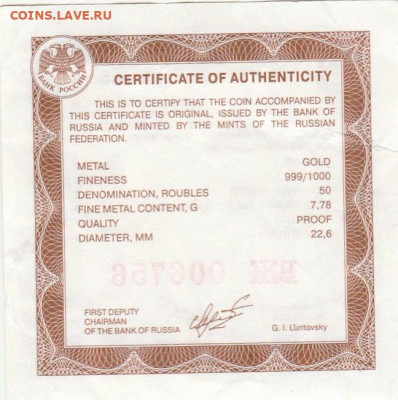 COINS.LAVE.RU
БАНК РОССИИ
CERTIFICATE OF AUTHENTICITY
THIS IS TO CERTIFY THAT THE COIN ACCOMPANIED BY
THIS CERTIFICATE IS ORIGINAL, ISSUED BY THE BANK OF
RUSSIA AND MINTED BY THE MINTS OF THE RUSSIAN
FEDERATION.
METAL GOLD
FINENESS 999/1000
DENOMINATION, ROUBLES 50
FINE METAL CONTENT, G 7,78
QUALITY PROOF
DIAMETER, MM 22,6
006756
FIRST DEPUTY
CHAIRMAN
OF THE BANK OF RUSSIA G. I. Luntovsky